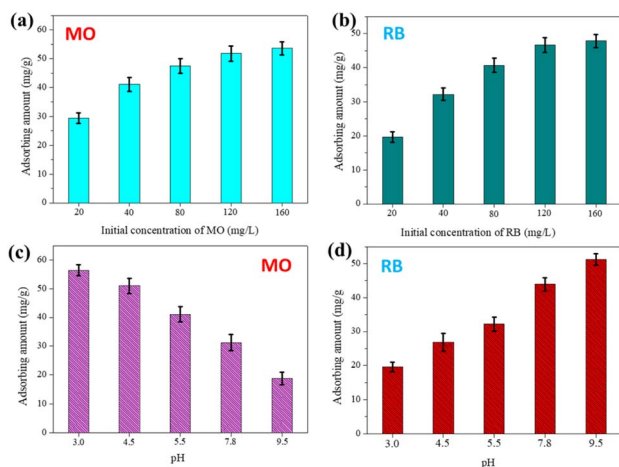 (a)
MO
Adsorbing amount (mg/g)
60
50
40
30
20
10
0
20 40 80 120 160
Initial concentration of MO (mg/L)
(b)
RB
Adsorbing amount (mg/g)
50
40
30
20
10
0
20 40 80 120 160
Initial concentration of RB (mg/L)
(c)
MO
Adsorbing amount (mg/g)
60
50
40
30
20
10
0
3.0 4.5 5.5 7.8 9.5
pH
(d)
RB
Adsorbing amount (mg/g
50
40
30
20
10
0
3.0 4.5 5.5 7.8 9.5
pH